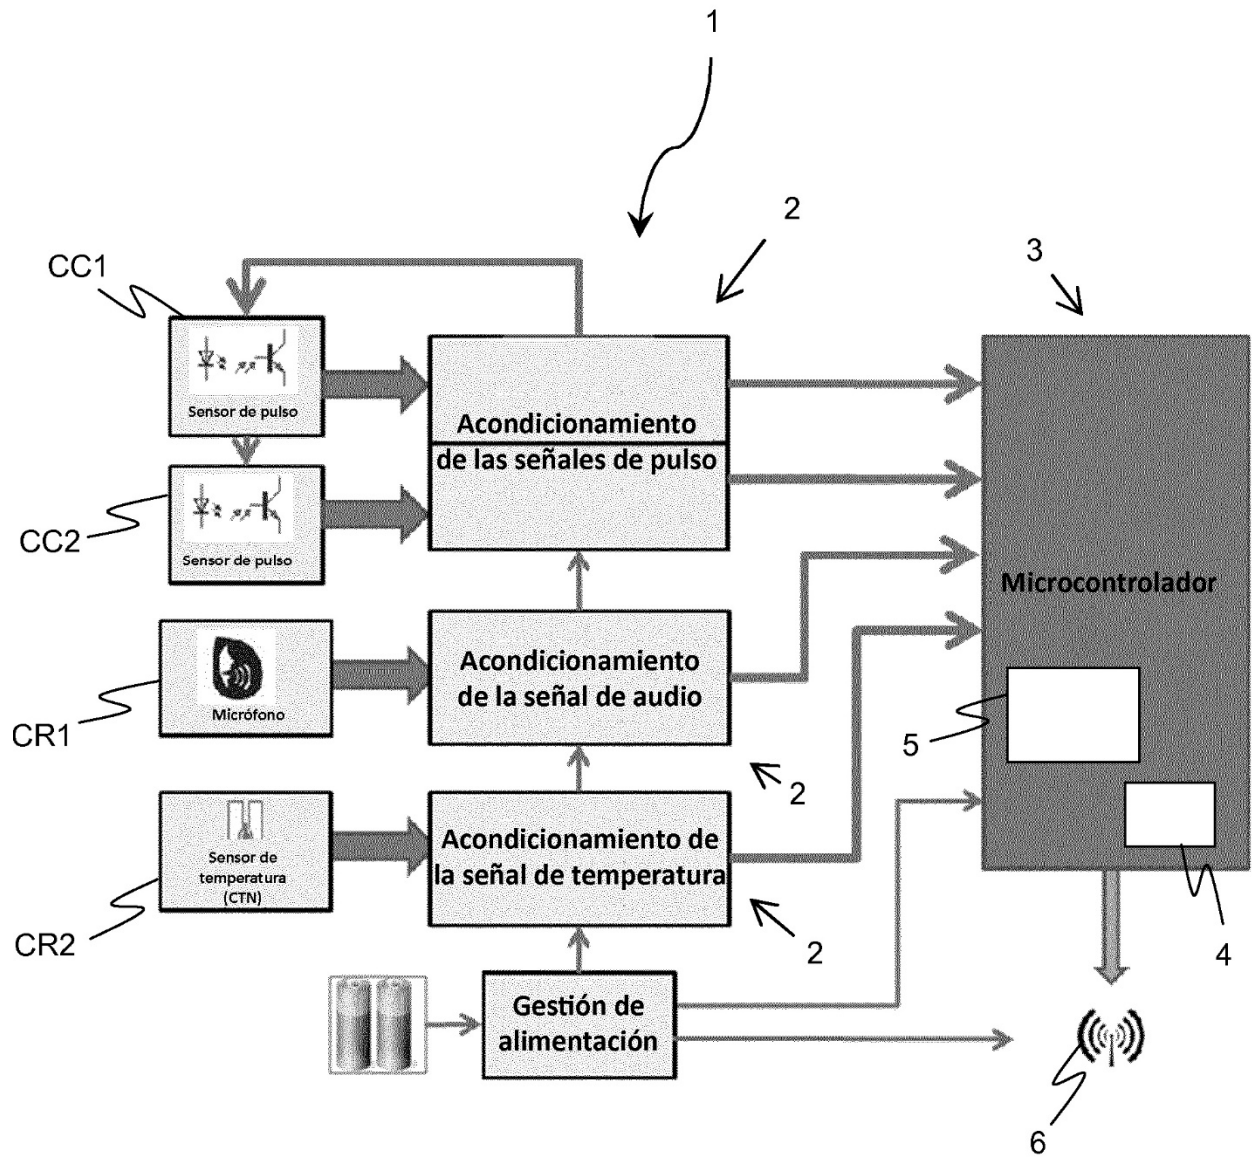 1
2
3
CC1
Sensor de pulso
Acondicionamiento
de las señales de pulso
CC2
Sensor de pulso
Microcontrolador
Acondicionamiento
de la señal de audio
Micrófono
CR1
5
2
Acondicionamiento de
la señal de temperatura
Sensor de
temperatura
(CTN)
CR2
2
4
Gestión de
alimentación
6